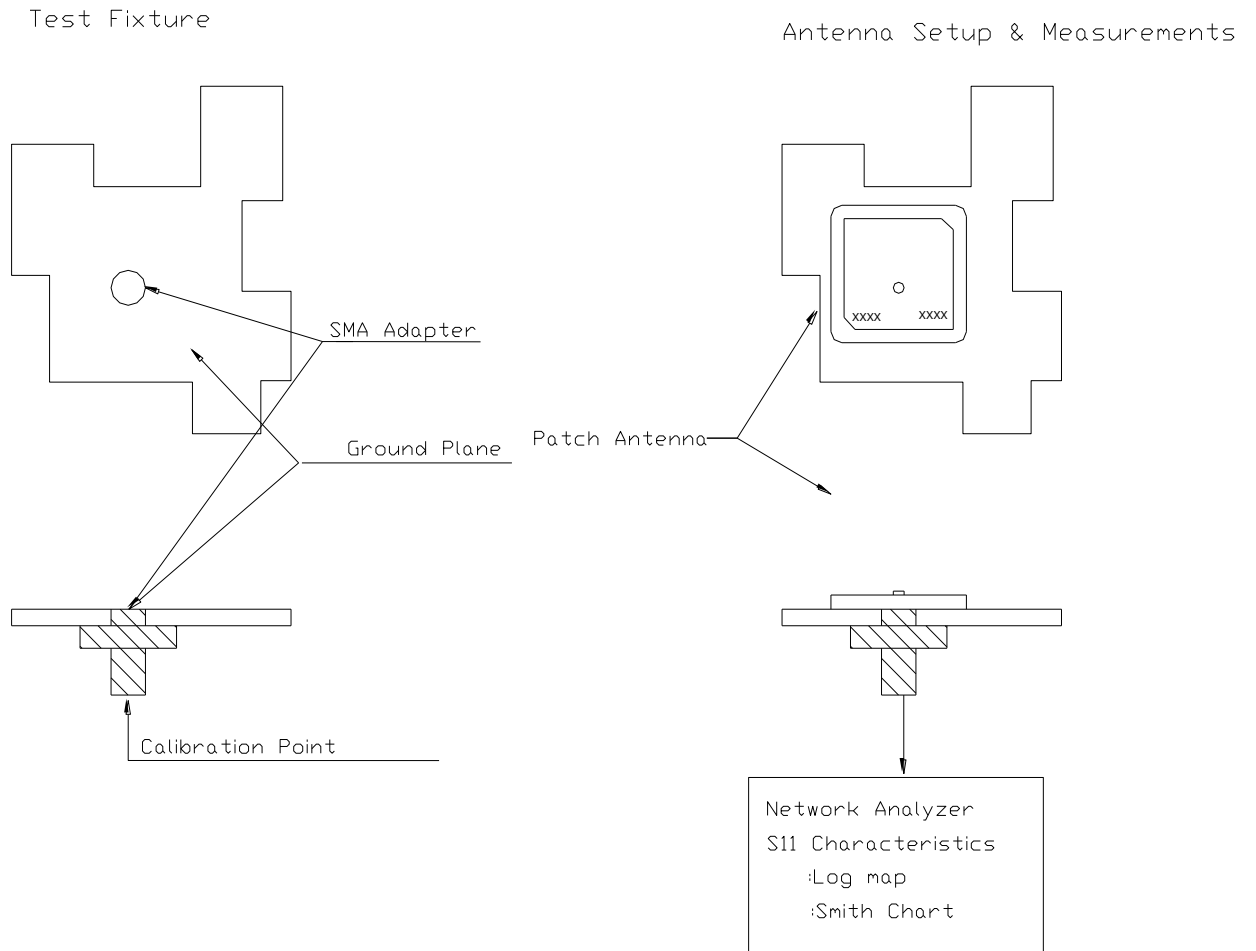 Test Fixture
Antenna Setup & Measurements
xxxx xxxx
SMA Adapter
Ground Plane
Patch Antenna
Calibration Point
Network Analyzer
S11 Characteristics
:Log map
:Smith Chart